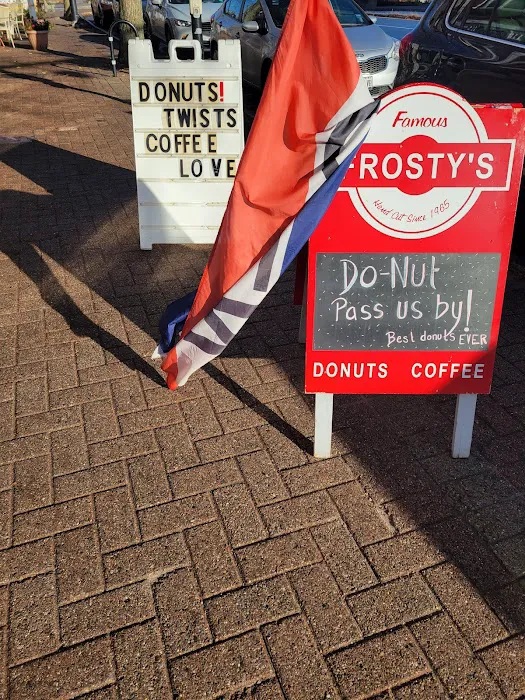 DONUTS!
TWISTS
COFFEE
LOVE
Famous
FROSTY'S
Hand Cut Since 1965
Do-Nut
Pass us by!
Best donuts EVER
DONUTS COFFEE